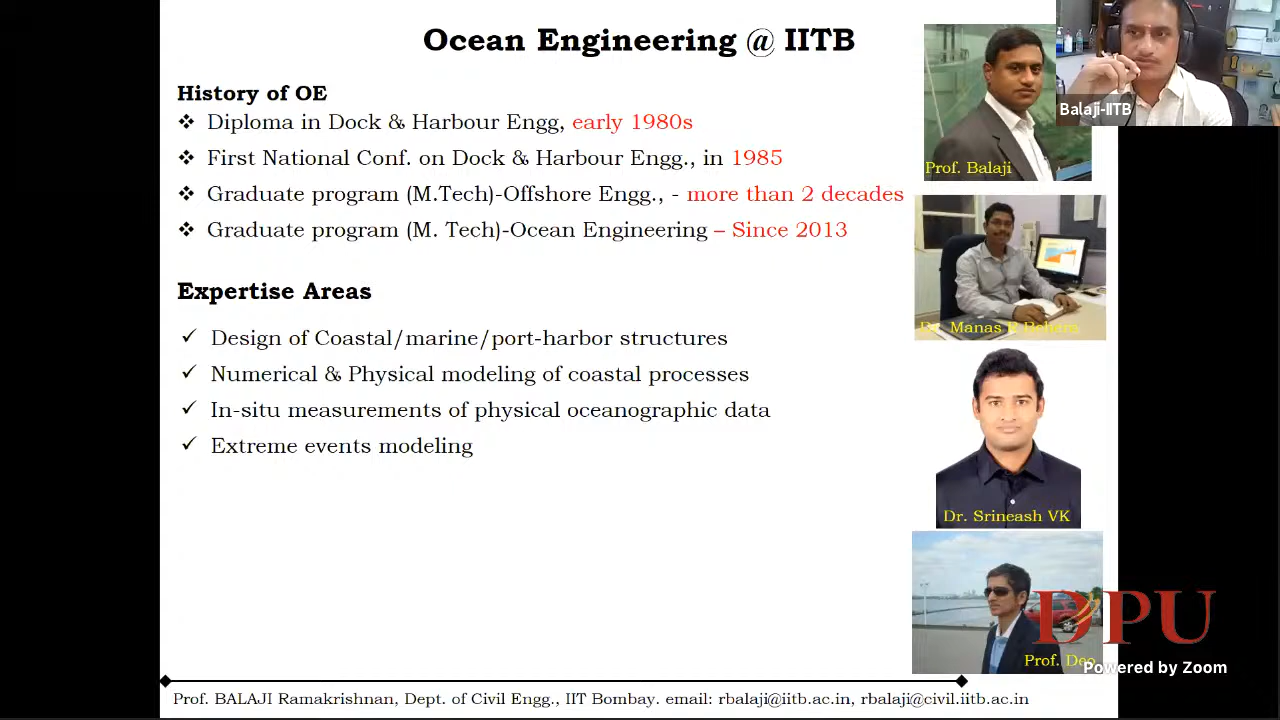 Ocean Engineering @ IITB
History of OE
❖ Diploma in Dock & Harbour Engg, early 1980s
❖ First National Conf. on Dock & Harbour Engg., in 1985
❖ Graduate program (M.Tech)-Offshore Engg., - more than 2 decades
❖ Graduate program (M. Tech)-Ocean Engineering – Since 2013
Expertise Areas
✓ Design of Coastal/marine/port-harbor structures
✓ Numerical & Physical modeling of coastal processes
✓ In-situ measurements of physical oceanographic data
✓ Extreme events modeling
Prof. Balaji
Balaji-IITB
Dr. Manas R Behera
Dr. Srineash VK
Prof. Deo
DPU
Powered by Zoom
Prof. BALAJI Ramakrishnan, Dept. of Civil Engg., IIT Bombay. email: rbalaji@iitb.ac.in, rbalaji@civil.iitb.ac.in